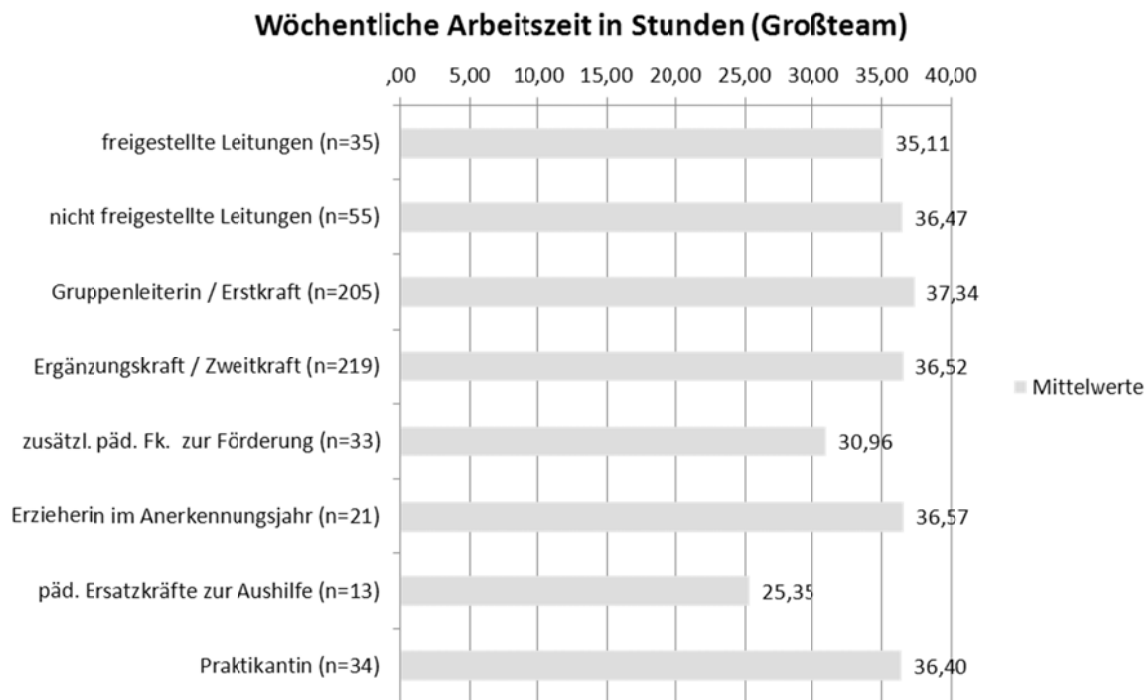 Wöchentliche Arbeitszeit in Stunden (Großteam)
,00 5,00 10,00 15,00 20,00 25,00 30,00 35,00 40,00
freigestellte Leitungen (n=35) 35,11
nicht freigestellte Leitungen (n=55) 36,47
Gruppenleiterin / Erstkraft (n=205) 37,34
Ergänzungskraft / Zweitkraft (n=219) 36,52
Mittelwerte
zusätzl. päd. Fk. zur Förderung (n=33) 30,96
Erzieherin im Anerkennungsjahr (n=21) 36,57
päd. Ersatzkräfte zur Aushilfe (n=13) 25,35
Praktikantin (n=34) 36,40